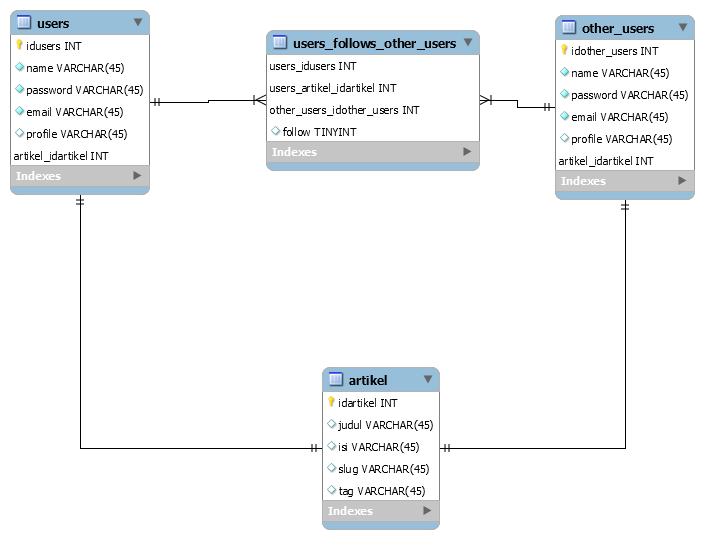 users
idusers INT
name VARCHAR(45)
password VARCHAR(45)
email VARCHAR(45)
profile VARCHAR(45)
artikel_idartikel INT
Indexes
users_follows_other_users
users_idusers INT
users_artikel_idartikel INT
other_users_idother_users INT
follow TINYINT
Indexes
other_users
idother_users INT
name VARCHAR(45)
password VARCHAR(45)
email VARCHAR(45)
profile VARCHAR(45)
artikel_idartikel INT
Indexes
artikel
idartikel INT
judul VARCHAR(45)
isi VARCHAR(45)
slug VARCHAR(45)
tag VARCHAR(45)
Indexes